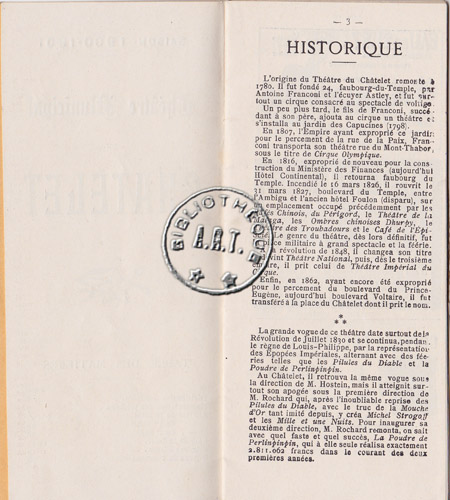 — 3 —
HISTORIQUE
L'origine du Théâtre du Châtelet remonte à
1780. Il fut fondé 24, faubourg-du-Temple, par
Antoine Franconi et l'écuyer Astley, et fut sur-
tout un cirque consacré au spectacle de voltige.
Un peu plus tard, le fils de Franconi, succé-
dant à son père, ajouta au cirque un théâtre et
s'installa au jardin des Capucines (1798).
En 1807, l'Empire ayant exproprié ce jardin
pour le percement de la rue de la Paix, Fran-
coni transporta son théâtre rue du Mont-Thabor,
sous le titre de Cirque Olympique.
En 1816, exproprié de nouveau pour la cons-
truction du Ministère des Finances (aujourd'hui
Hôtel Continental), il retourna faubourg du
Temple. Incendié le 16 mars 1826, il rouvrit le
31 mars 1827, boulevard du Temple, entre
l'Ambigu et l'ancien hôtel Foulon (disparu), sur
un emplacement occupé précédemment par les
Chinois, du Périgord, le Théâtre de la
les Ombres chinoises Dhurby, le
des Troubadours et le Café de l'Épi-
Le genre du théâtre, dès lors définitif, fut
militaire à grand spectacle et la féérie.
révolution de 1848, il changea son titre
Théâtre National, puis, dès le troisième
il prit celui de Théâtre Impérial du
Cirque.
Enfin, en 1862, ayant encore été exproprié
pour le percement du boulevard du Prince-
Eugène, aujourd'hui boulevard Voltaire, il fut
transféré à la place du Châtelet dont il prit le nom.
⁂
La grande vogue de ce théâtre date surtout de la
Révolution de Juillet 1830 et se continua, pendant
le règne de Louis-Philippe, par la représentation
des Epopées Impériales, alternant avec des fée-
ries telles que les Pilules du Diable et la
Poudre de Perlinpinpin.
Au Châtelet, il retrouva la même vogue sous
la direction de M. Hostein, mais il atteignit sur-
tout son apogée sous la première direction de
M. Rochard qui, après l'inoubliable reprise des
Pilules du Diable, avec le truc de la Mouche
d'Or tant imité depuis, y créa Michel Strogoff
et les Mille et une Nuits. Pour inaugurer sa
deuxième direction, M. Rochard remonta, on sait
avec quel faste et quel succès, La Poudre de
Perlinpinpin, qui à elle seule réalisa exactement
2.811.662 francs dans le courant des deux
premières années.
BIBLIOTHÈQUE
A.R.T.